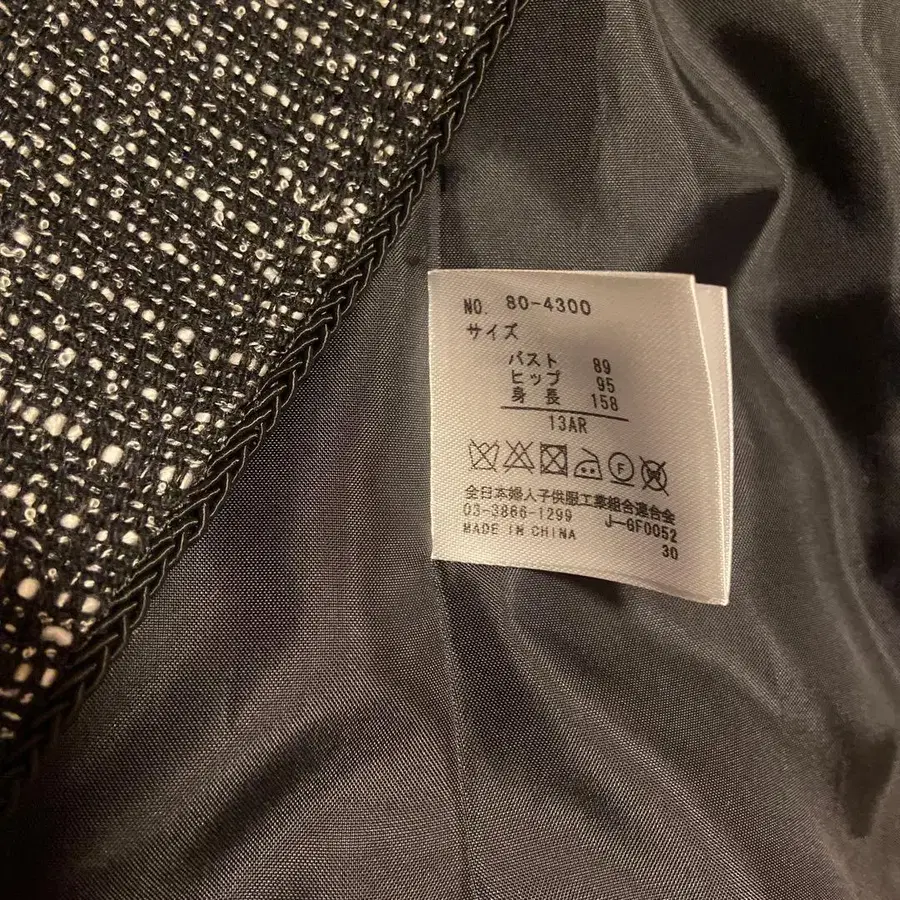 NO. 80-4300
サイズ
バスト 89
ヒップ 95
身長 158
13AR
F
全日本婦人子供服工業組合連合会
03-3866-1299 J-GF0052
MADE IN CHINA 30